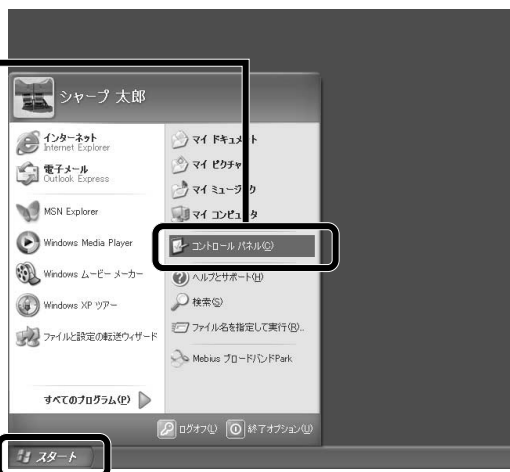 シャープ 太郎
インターネット
Internet Explorer
電子メール
Outlook Express
MSN Explorer
Windows Media Player
Windows ムービー メーカー
Windows XP ツアー
ファイルと設定の転送ウィザード
すべてのプログラム(P)
マイ ドキュメント
マイ ピクチャ
マイ ミュージック
マイ コンピュータ
コントロール パネル(C)
ヘルプとサポート(H)
検索(S)
ファイル名を指定して実行(R)...
Mebius ブロードバンドPark
ログオフ(L)
終了オプション(U)
スタート